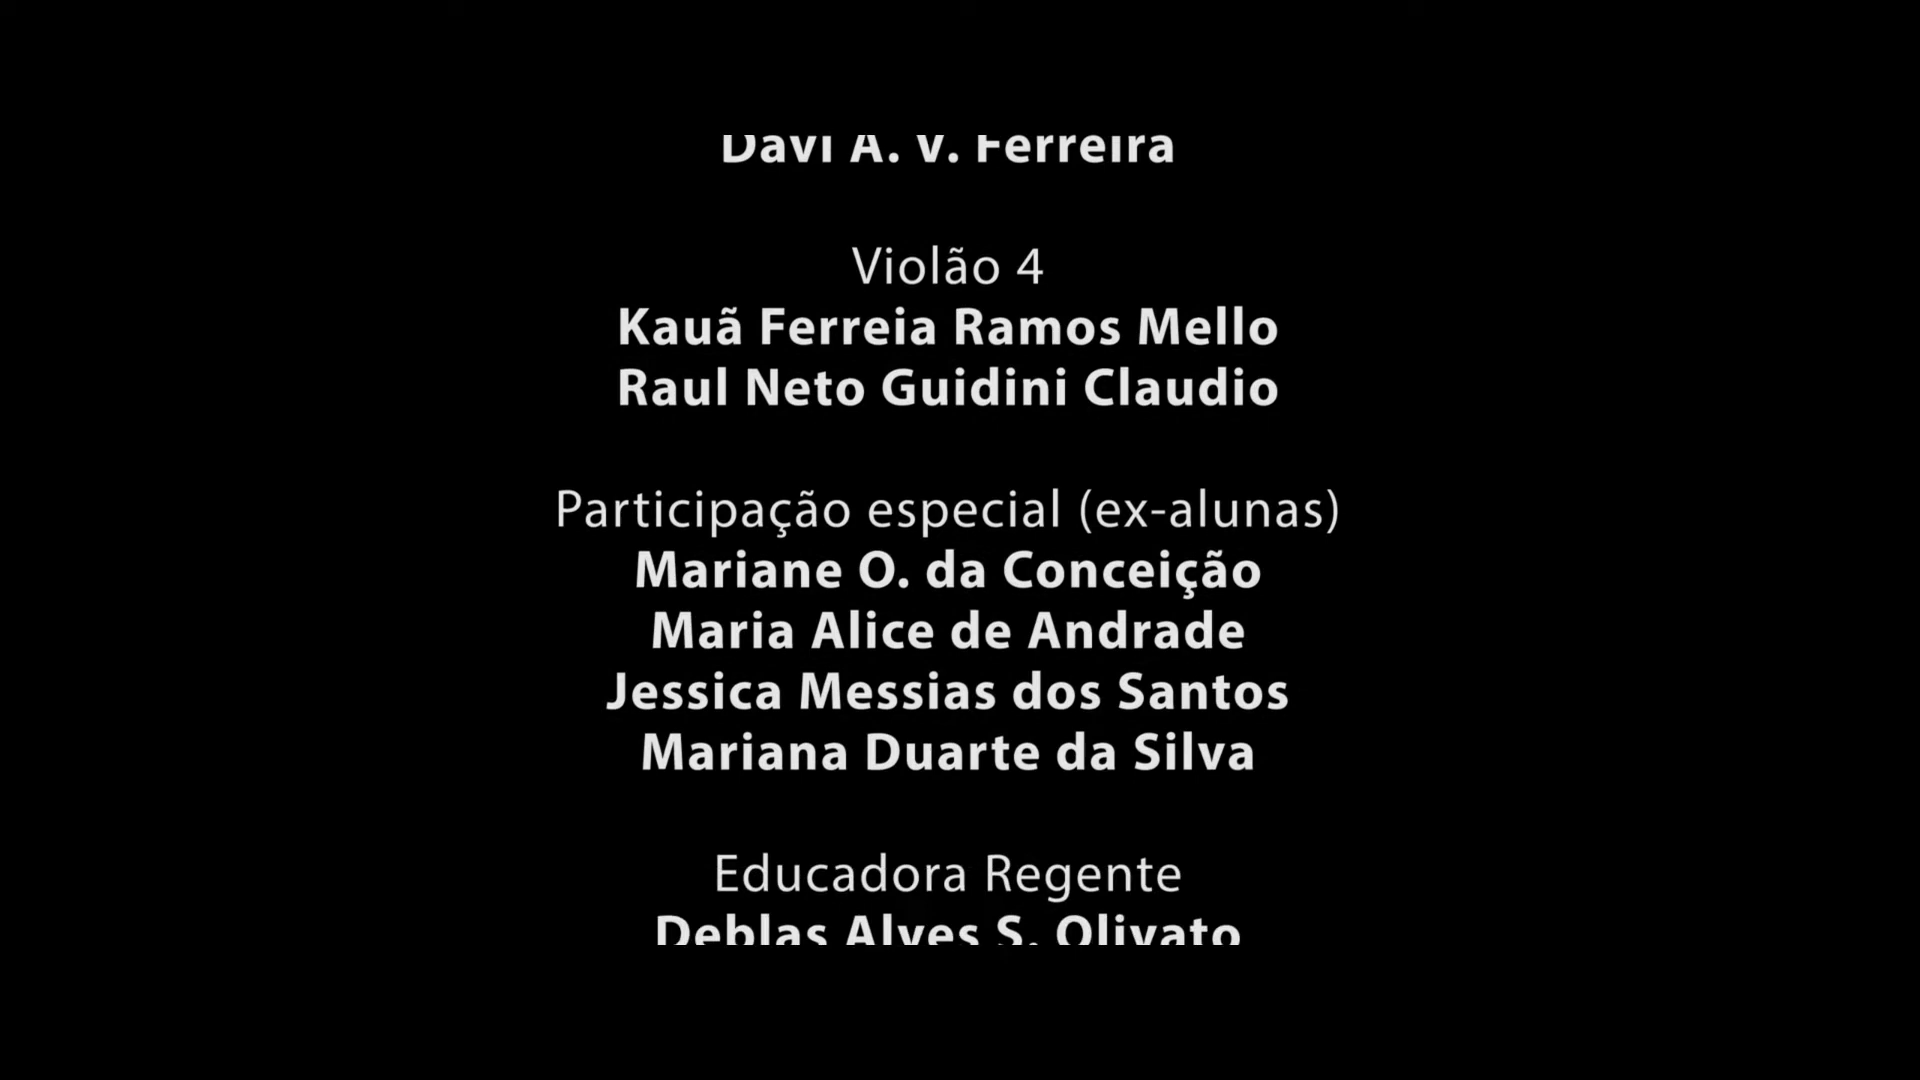 Davi A. V. Ferreira
Violão 4
Kauã Ferreia Ramos Mello
Raul Neto Guidini Claudio
Participação especial (ex-alunas)
Mariane O. da Conceição
Maria Alice de Andrade
Jessica Messias dos Santos
Mariana Duarte da Silva
Educadora Regente
Deblas Alves S. Olivato